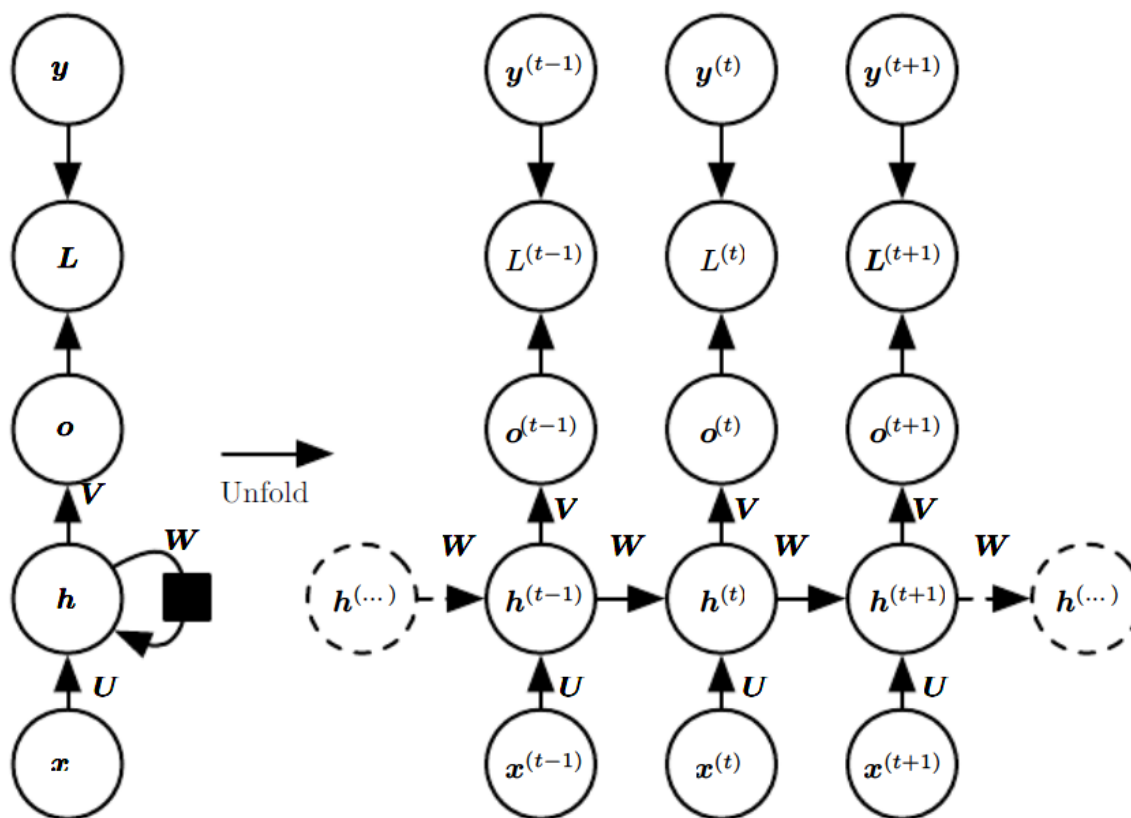 y y^(t−1) y^(t) y^(t+1)
L L^(t−1) L^(t) L^(t+1)
o o^(t−1) o^(t) o^(t+1)
Unfold
V V V V
W W W W W
h h^(...) h^(t−1) h^(t) h^(t+1) h^(...)
U U U U
x x^(t−1) x^(t) x^(t+1)